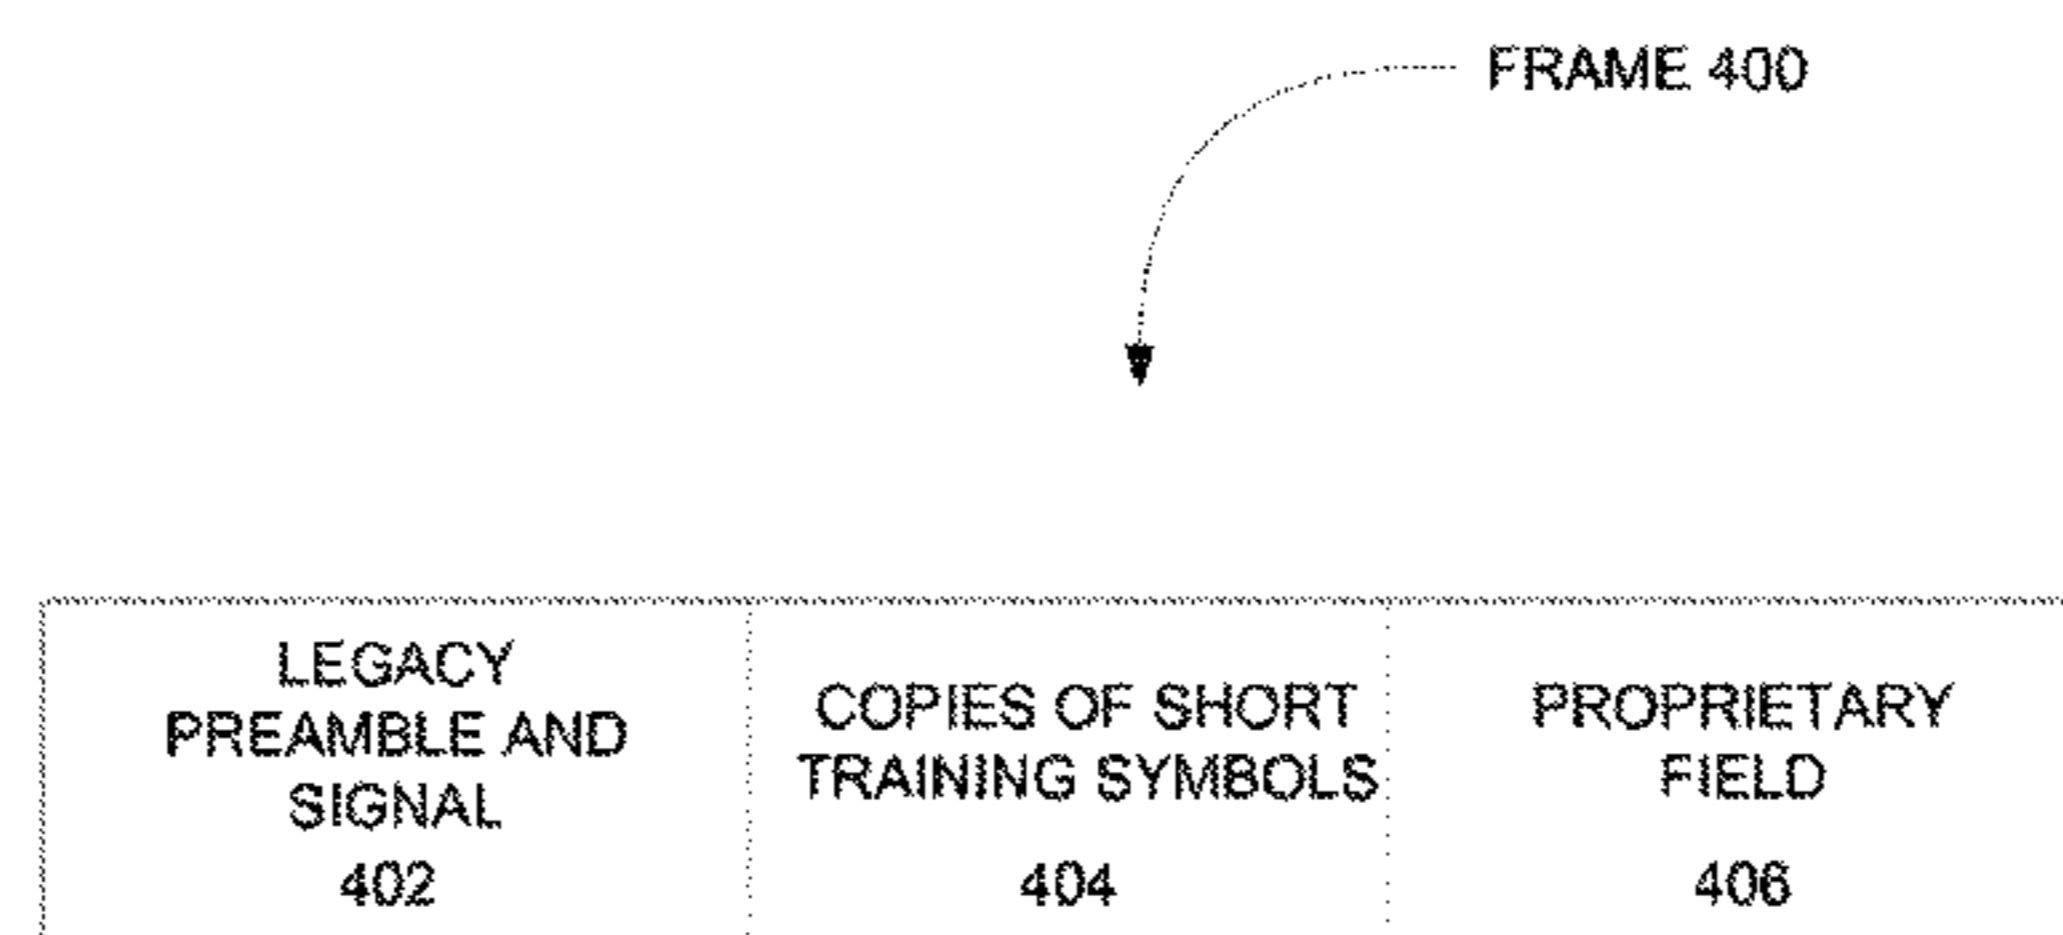 FRAME 400
LEGACY
PREAMBLE AND
SIGNAL
402
COPIES OF SHORT
TRAINING SYMBOLS
404
PROPRIETARY
FIELD
406